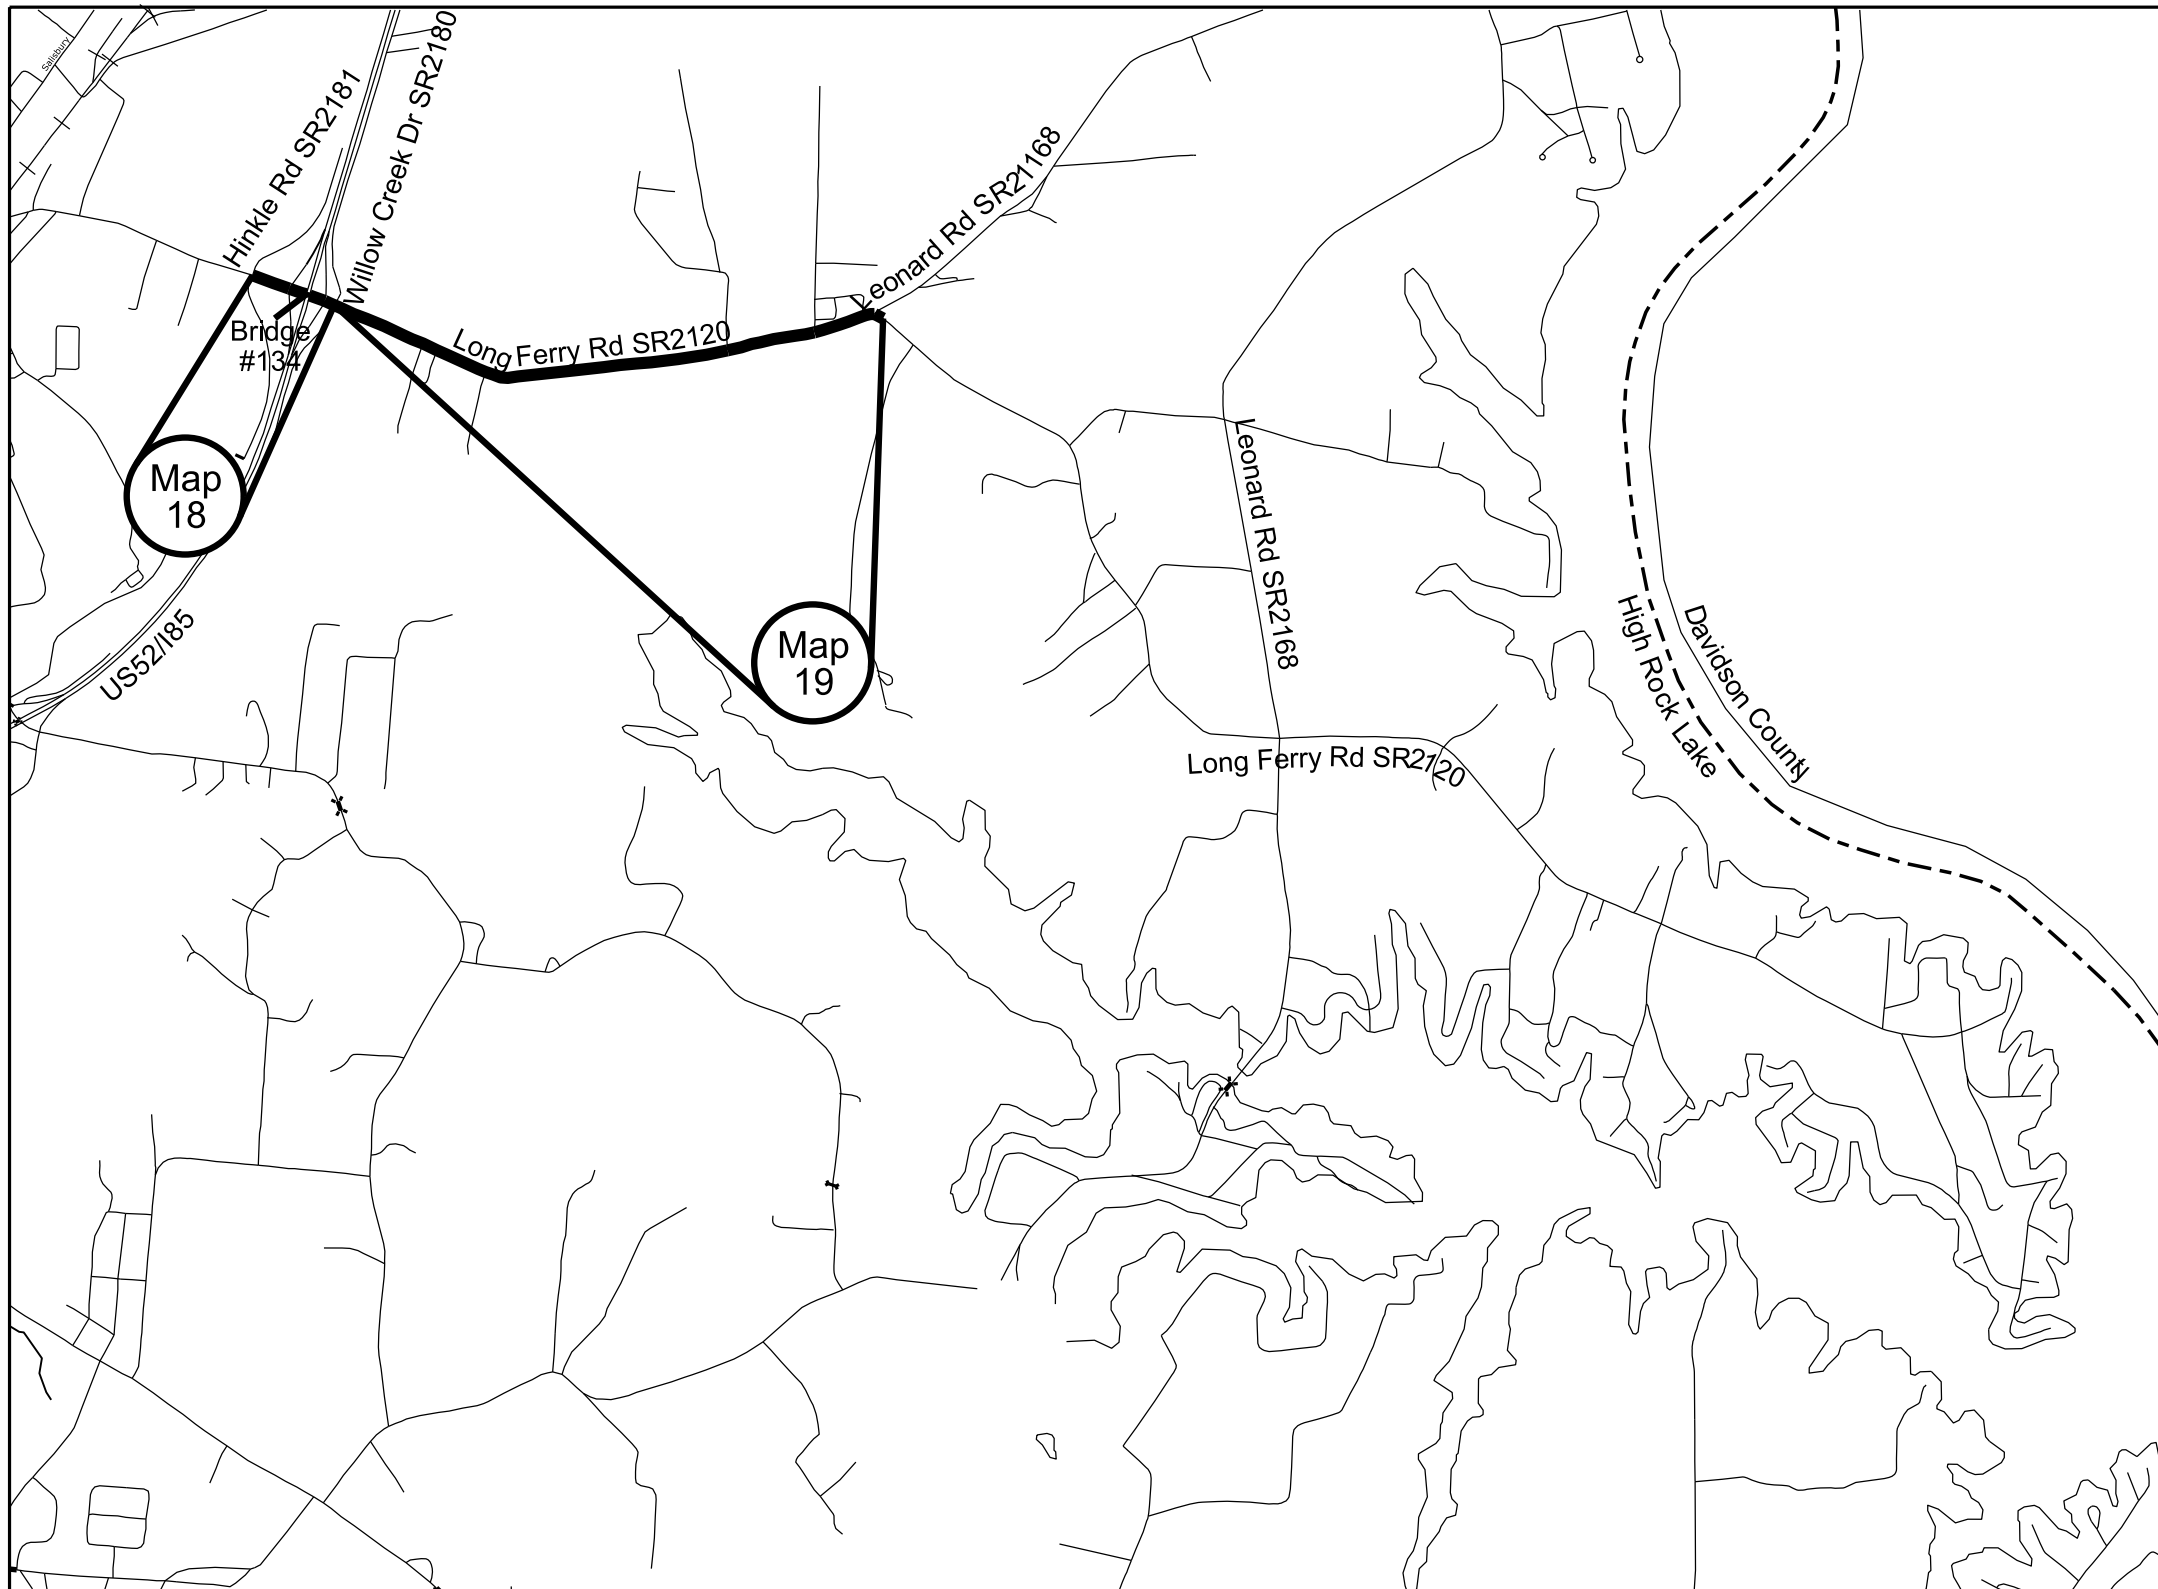 Salisbury
Hinkle Rd SR2181
Willow Creek Dr SR2180
Leonard Rd SR21168
Bridge
#134
Long Ferry Rd SR2120
Map
18
Leonard Rd SR2168
US52/I85
Map
19
High Rock Lake
Davidson County
Long Ferry Rd SR2120